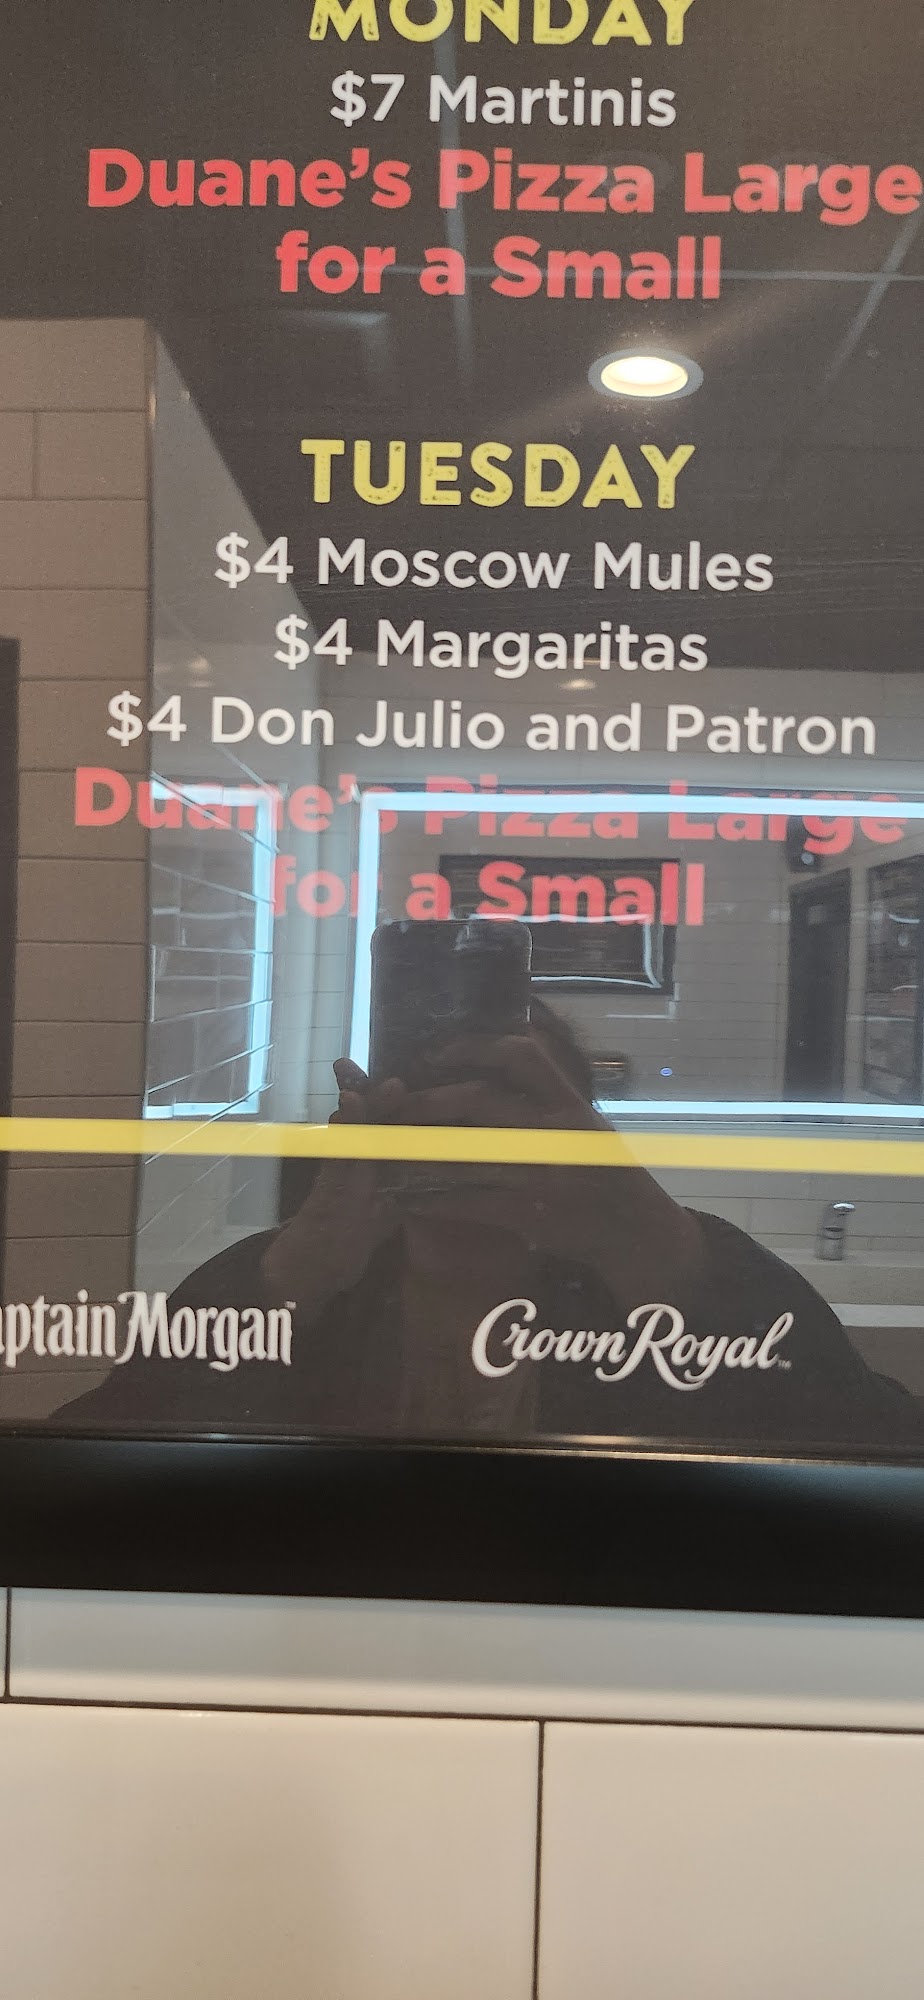 MONDAY
$7 Martinis
Duane's Pizza Large
for a Small
TUESDAY
$4 Moscow Mules
$4 Margaritas
$4 Don Julio and Patron
Duane's Pizza Large
for a Small
ptain Morgan
Crown Royal